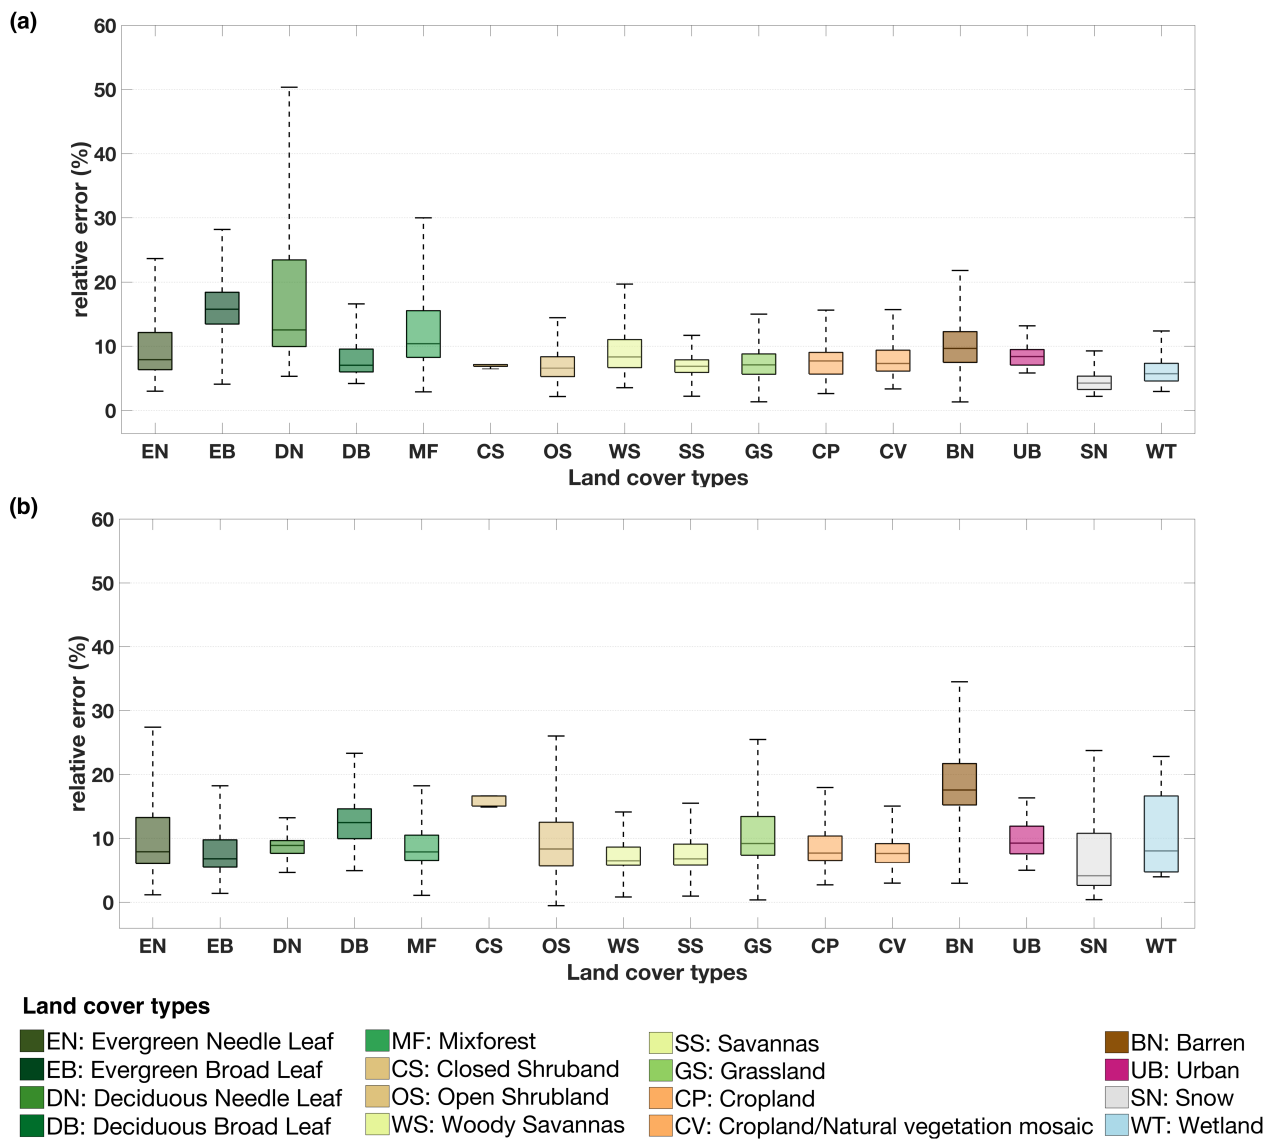 (a)
60
50
40
30
20
10
0
relative error (%)
EN EB DN DB MF CS OS WS SS GS CP CV BN UB SN WT
Land cover types
(b)
60
50
40
30
20
10
0
relative error (%)
EN EB DN DB MF CS OS WS SS GS CP CV BN UB SN WT
Land cover types
Land cover types
EN: Evergreen Needle Leaf
EB: Evergreen Broad Leaf
DN: Deciduous Needle Leaf
DB: Deciduous Broad Leaf
MF: Mixforest
CS: Closed Shruband
OS: Open Shrubland
WS: Woody Savannas
SS: Savannas
GS: Grassland
CP: Cropland
CV: Cropland/Natural vegetation mosaic
BN: Barren
UB: Urban
SN: Snow
WT: Wetland